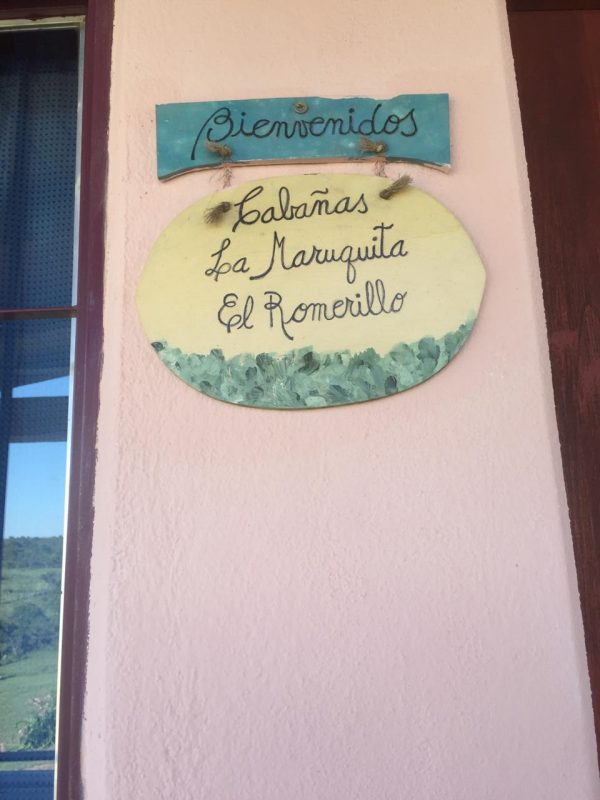 Bienvenidos
Cabañas
La Maruquita
El Romerillo